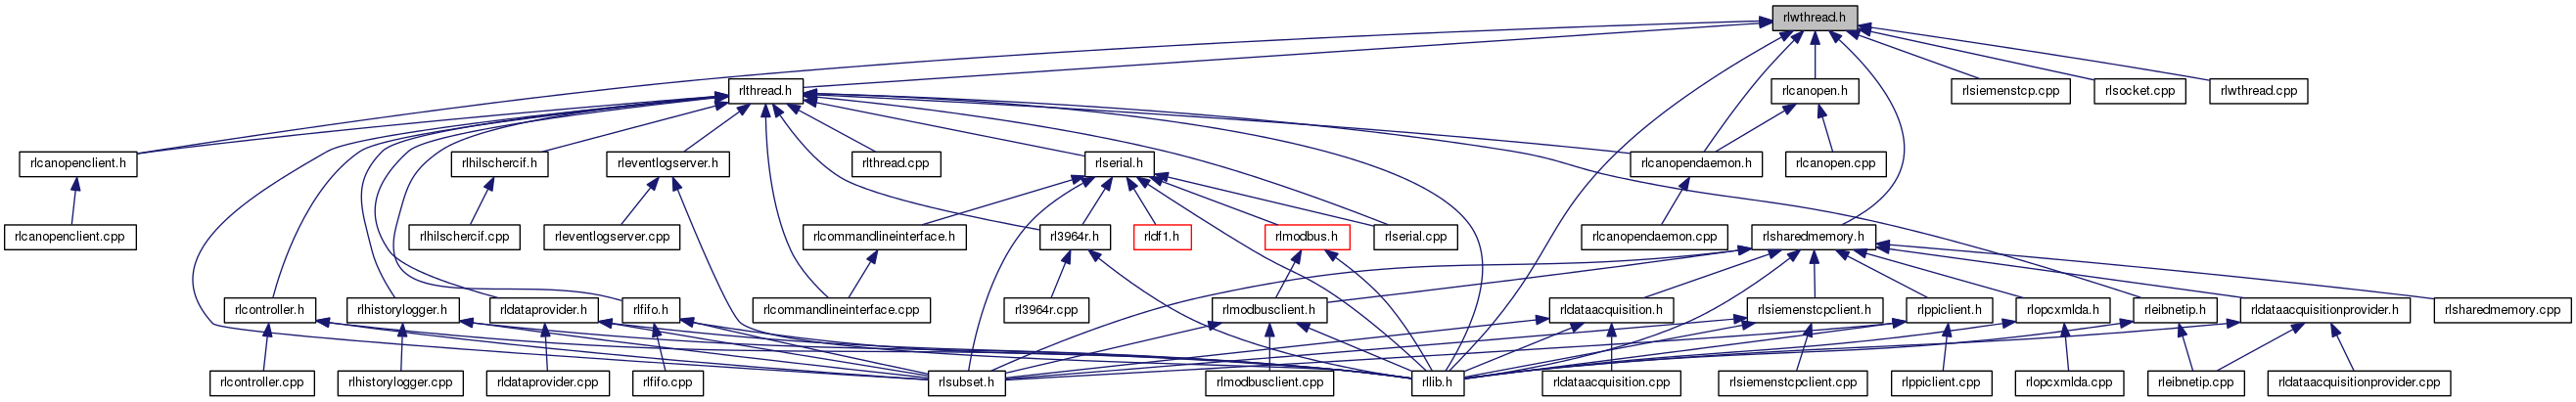 rlwthread.h
rlthread.h
rlcanopen.h
rlsiemenstcp.cpp
rlsocket.cpp
rlwthread.cpp
rlcanopenclient.h
rlhilschercif.h
rleventlogserver.h
rlthread.cpp
rlserial.h
rlcanopendaemon.h
rlcanopen.cpp
rlcanopenclient.cpp
rlhilschercif.cpp
rleventlogserver.cpp
rlcommandlineinterface.h
rl3964r.h
rldf1.h
rlmodbus.h
rlserial.cpp
rlcanopendaemon.cpp
rlsharedmemory.h
rlcontroller.h
rlhistorylogger.h
rldataprovider.h
rlfifo.h
rlcommandlineinterface.cpp
rl3964r.cpp
rlmodbusclient.h
rldataacquisition.h
rlsiemenstcpclient.h
rlppiclient.h
rlopcxmlda.h
rleibnetip.h
rldataacquisitionprovider.h
rlsharedmemory.cpp
rlcontroller.cpp
rlhistorylogger.cpp
rldataprovider.cpp
rlfifo.cpp
rlsubset.h
rlmodbusclient.cpp
rllib.h
rldataacquisition.cpp
rlsiemenstcpclient.cpp
rlppiclient.cpp
rlopcxmlda.cpp
rleibnetip.cpp
rldataacquisitionprovider.cpp